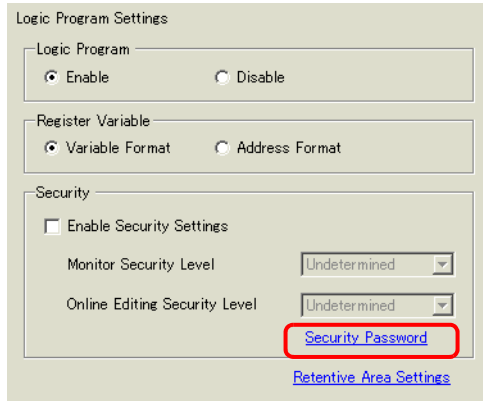 Logic Program Settings
Logic Program
Enable Disable
Register Variable
Variable Format Address Format
Security
Enable Security Settings
Monitor Security Level Undetermined
Online Editing Security Level Undetermined
Security Password
Retentive Area Settings